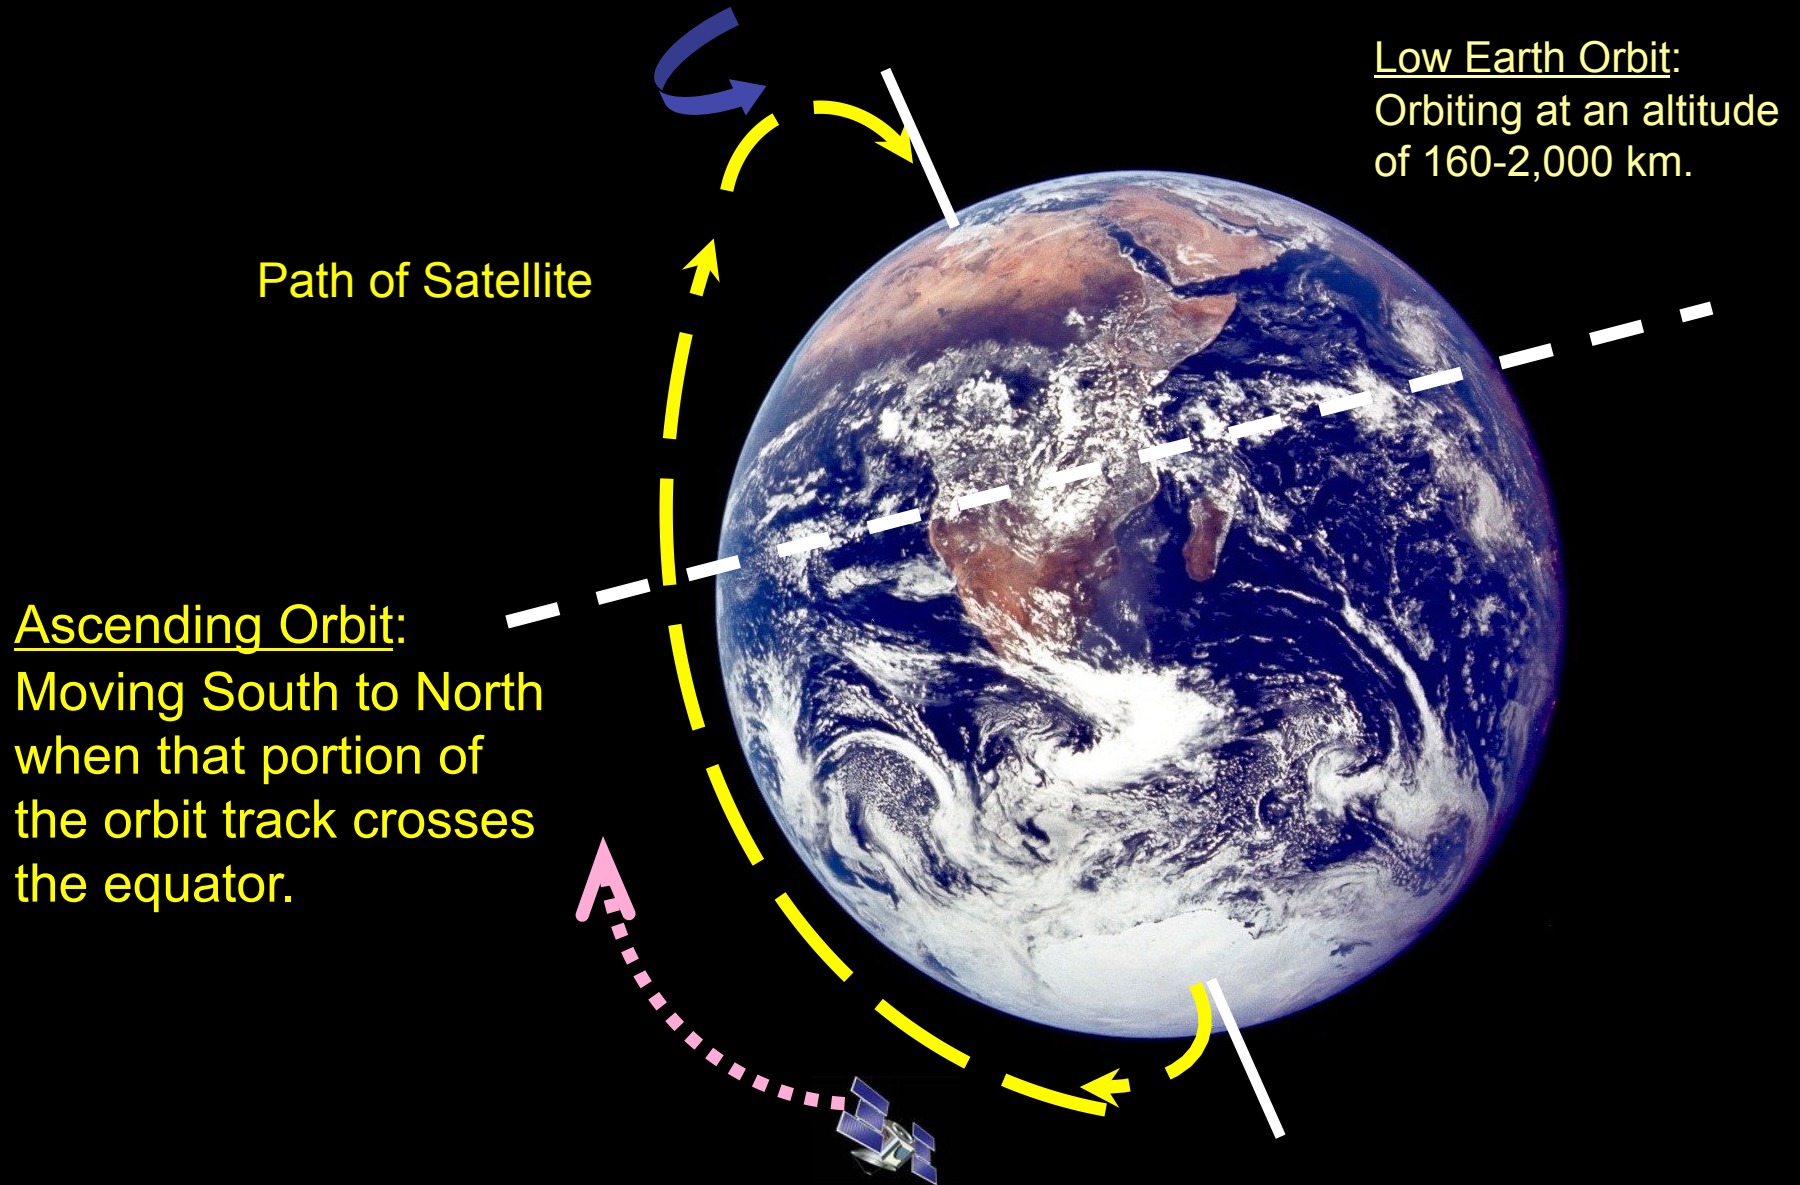 Low Earth Orbit:
Orbiting at an altitude
of 160-2,000 km.
Path of Satellite
Ascending Orbit:
Moving South to North
when that portion of
the orbit track crosses
the equator.